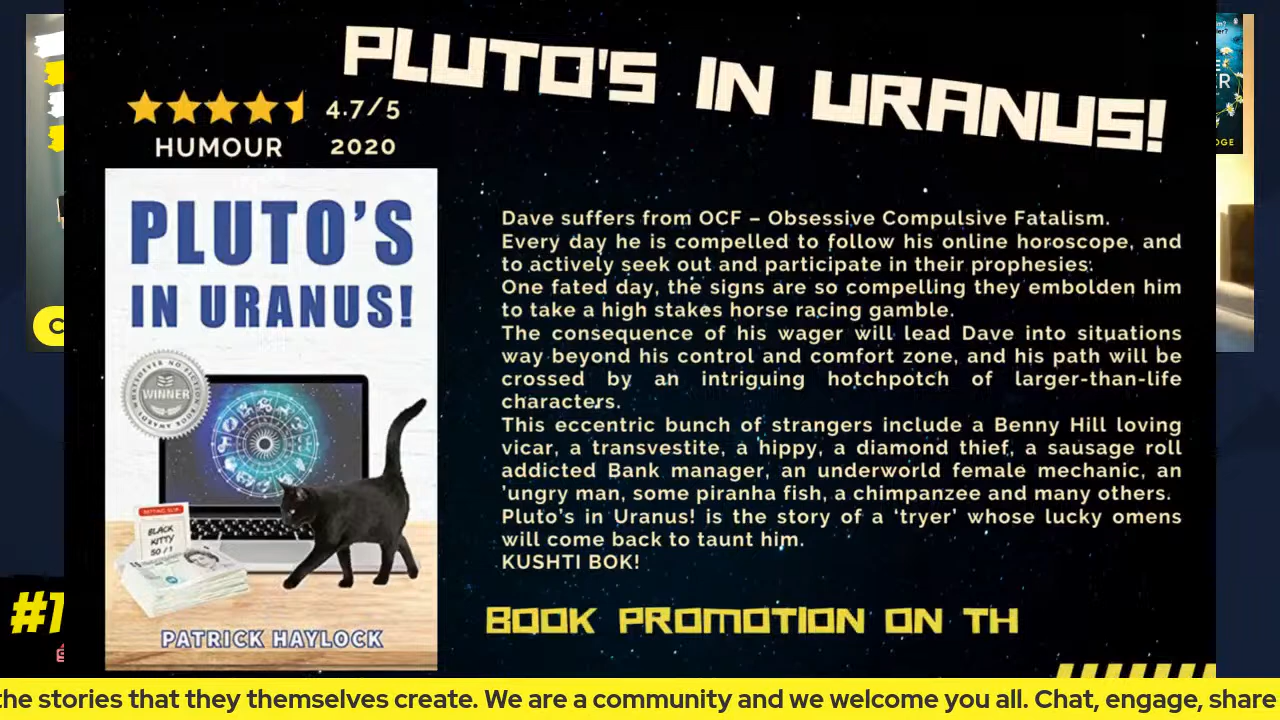 PLUTO'S IN URANUS!
4.7/5
HUMOUR
2020
PLUTO'S
IN URANUS!
WINNER
BETTING SLIP
BLACK
KITTY
50 / 1
PATRICK HAYLOCK
Dave suffers from OCF – Obsessive Compulsive Fatalism.
Every day he is compelled to follow his online horoscope, and
to actively seek out and participate in their prophesies.
One fated day, the signs are so compelling they embolden him
to take a high stakes horse racing gamble.
The consequence of his wager will lead Dave into situations
way beyond his control and comfort zone, and his path will be
crossed by an intriguing hotchpotch of larger-than-life
characters.
This eccentric bunch of strangers include a Benny Hill loving
vicar, a transvestite, a hippy, a diamond thief, a sausage roll
addicted Bank manager, an underworld female mechanic, an
'ungry man, some piranha fish, a chimpanzee and many others.
Pluto's in Uranus! is the story of a 'tryer' whose lucky omens
will come back to taunt him.
KUSHTI BOK!
BOOK PROMOTION ON TH
#1
the stories that they themselves create. We are a community and we welcome you all. Chat, engage, share